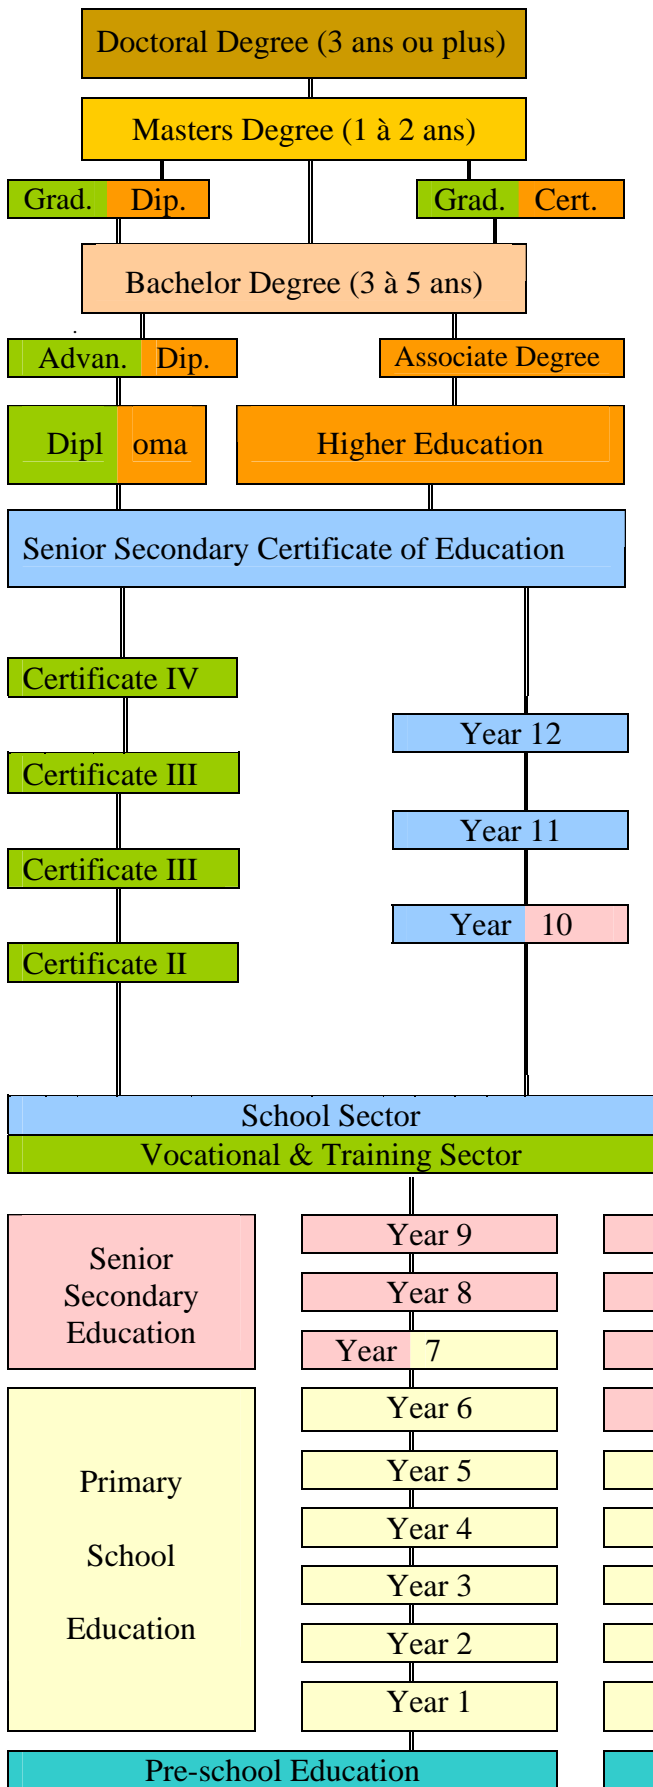 Doctoral Degree (3 ans ou plus)
Masters Degree (1 à 2 ans)
Grad. Dip.
Grad. Cert.
Bachelor Degree (3 à 5 ans)
Advan. Dip.
Associate Degree
Dipl oma
Higher Education
Senior Secondary Certificate of Education
Certificate IV
Year 12
Certificate III
Year 11
Certificate III
Year 10
Certificate II
School Sector
Vocational & Training Sector
Senior
Secondary
Education
Year 9
Year 8
Year 7
Primary
School
Education
Year 6
Year 5
Year 4
Year 3
Year 2
Year 1
Pre-school Education